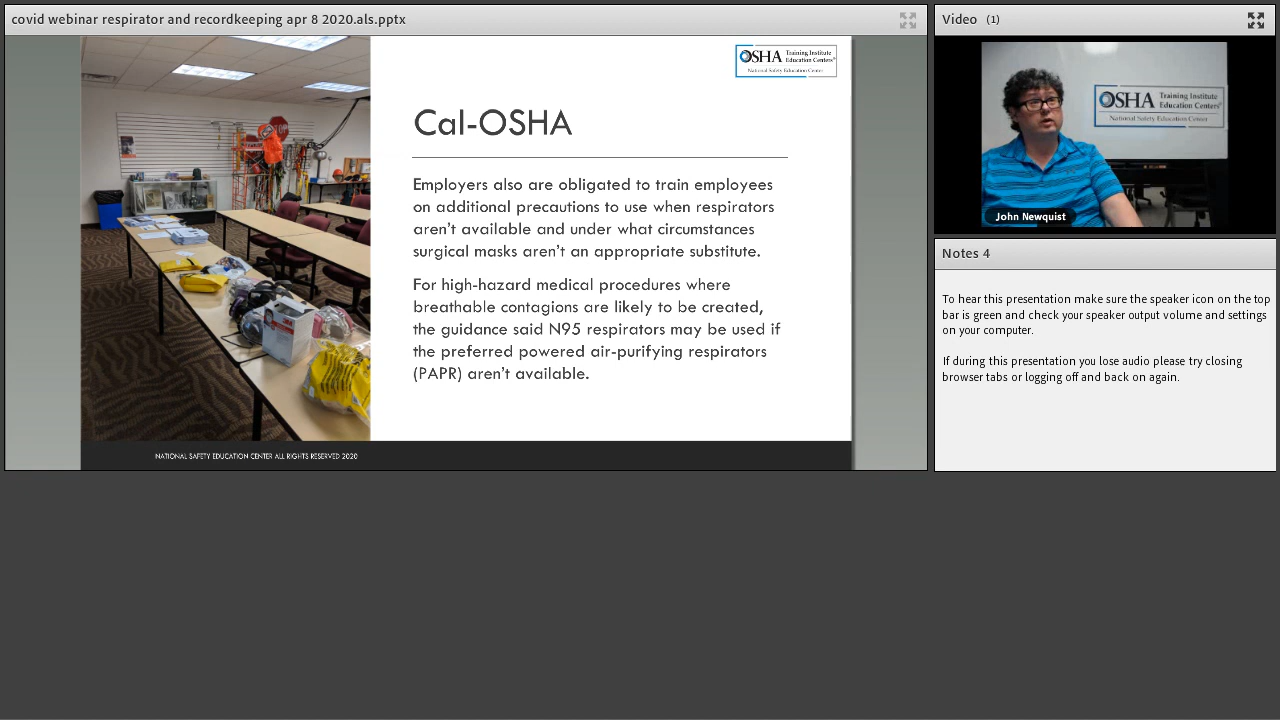 covid webinar respirator and recordkeeping apr 8 2020.als.pptx
OSHA Training Institute
Education Centers®
National Safety Education Center
STOP
Cal-OSHA
Employers also are obligated to train employees
on additional precautions to use when respirators
aren't available and under what circumstances
surgical masks aren't an appropriate substitute.
For high-hazard medical procedures where
breathable contagions are likely to be created,
the guidance said N95 respirators may be used if
the preferred powered air-purifying respirators
(PAPR) aren't available.
NATIONAL SAFETY EDUCATION CENTER ALL RIGHTS RESERVED 2020
Video (1)
OSHA Training Institute
Education Centers®
National Safety Education Center
John Newquist
Notes 4
To hear this presentation make sure the speaker icon on the top
bar is green and check your speaker output volume and settings
on your computer.
If during this presentation you lose audio please try closing
browser tabs or logging off and back on again.